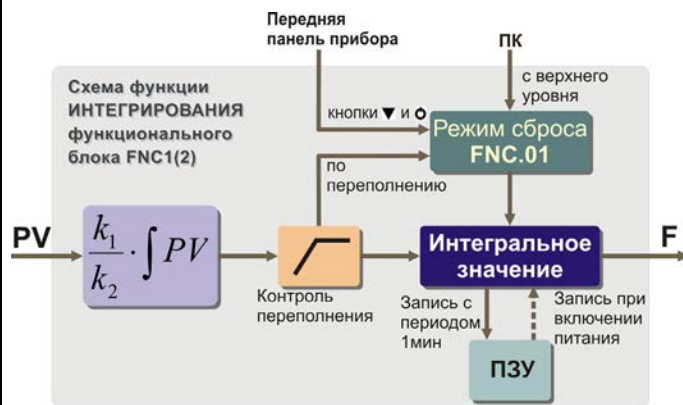 Передняя
панель прибора
ПК
Схема функции
ИНТЕГРИРОВАНИЯ
функционального
блока FNC1(2)
с верхнего
уровня
кнопки ▼ и
Режим сброса
FNC.01
по
переполнению
PV
k₁
k₂
· ∫ PV
Контроль
переполнения
Интегральное
значение
F
Запись с
периодом
1мин
Запись при
включении
питания
ПЗУ